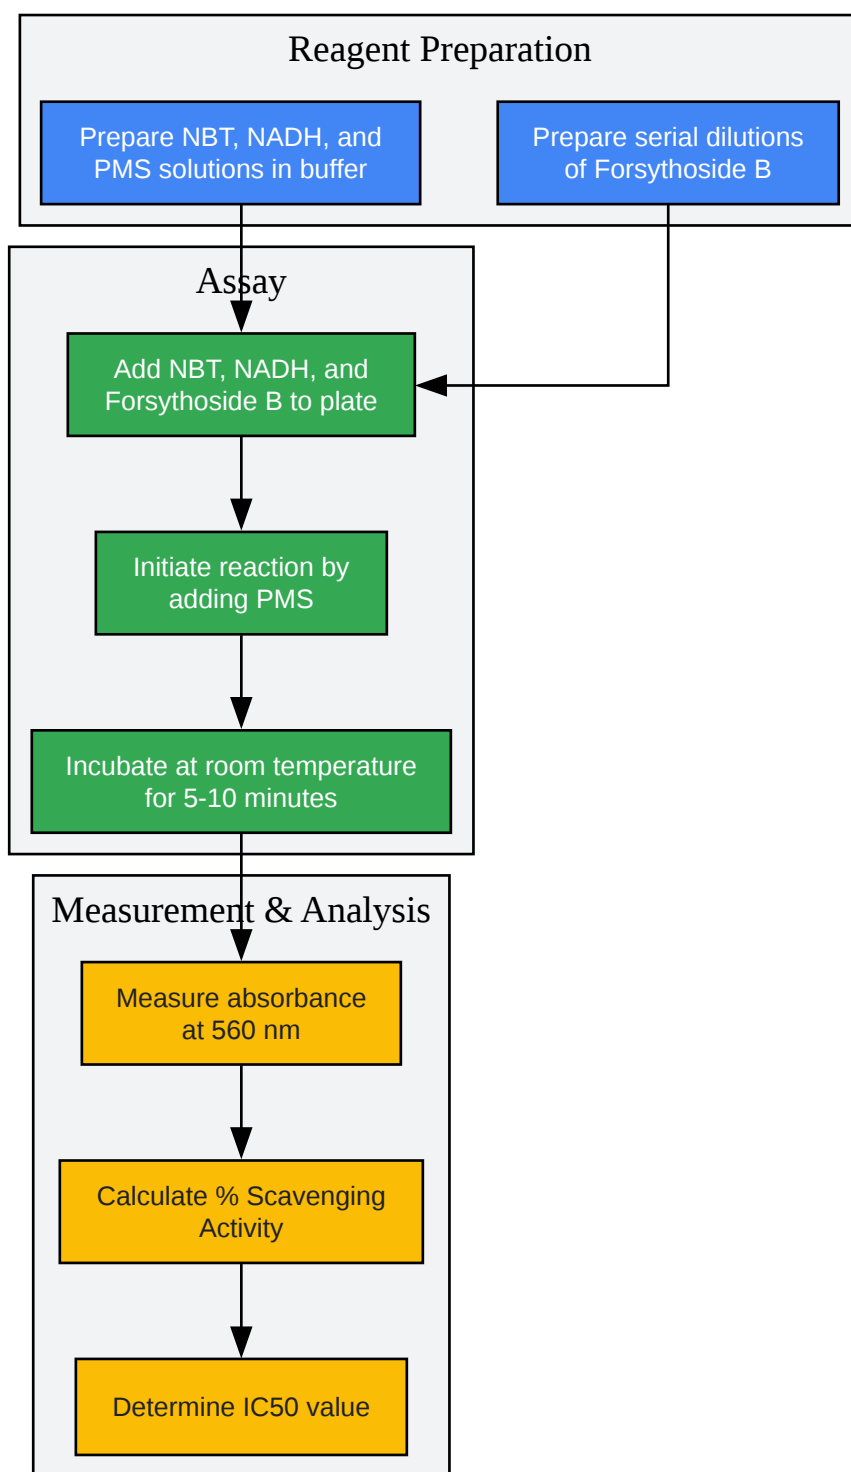 Reagent Preparation
Prepare NBT, NADH, and
PMS solutions in buffer
Prepare serial dilutions
of Forsythoside B
Assay
Add NBT, NADH, and
Forsythoside B to plate
Initiate reaction by
adding PMS
Incubate at room temperature
for 5-10 minutes
Measurement & Analysis
Measure absorbance
at 560 nm
Calculate % Scavenging
Activity
Determine IC50 value